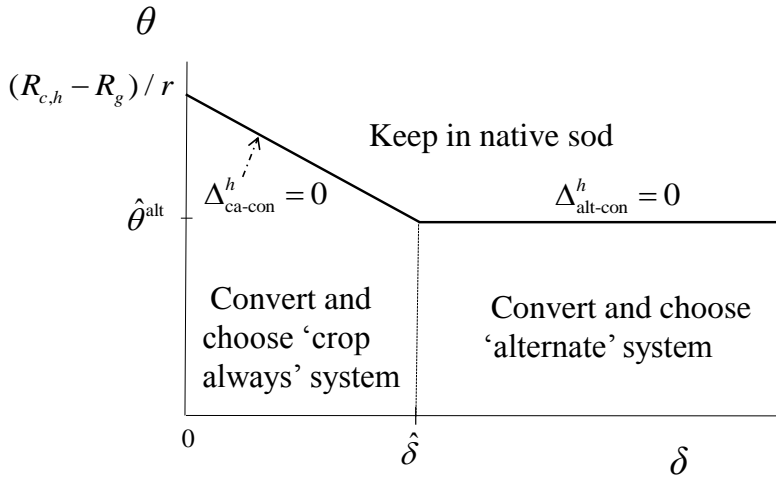 θ
(R_{c,h} − R_g) / r
Keep in native sod
Δ^h_{ca-con} = 0
Δ^h_{alt-con} = 0
θ̂^{alt}
Convert and
choose ‘crop
always’ system
Convert and choose
‘alternate’ system
0
δ̂
δ